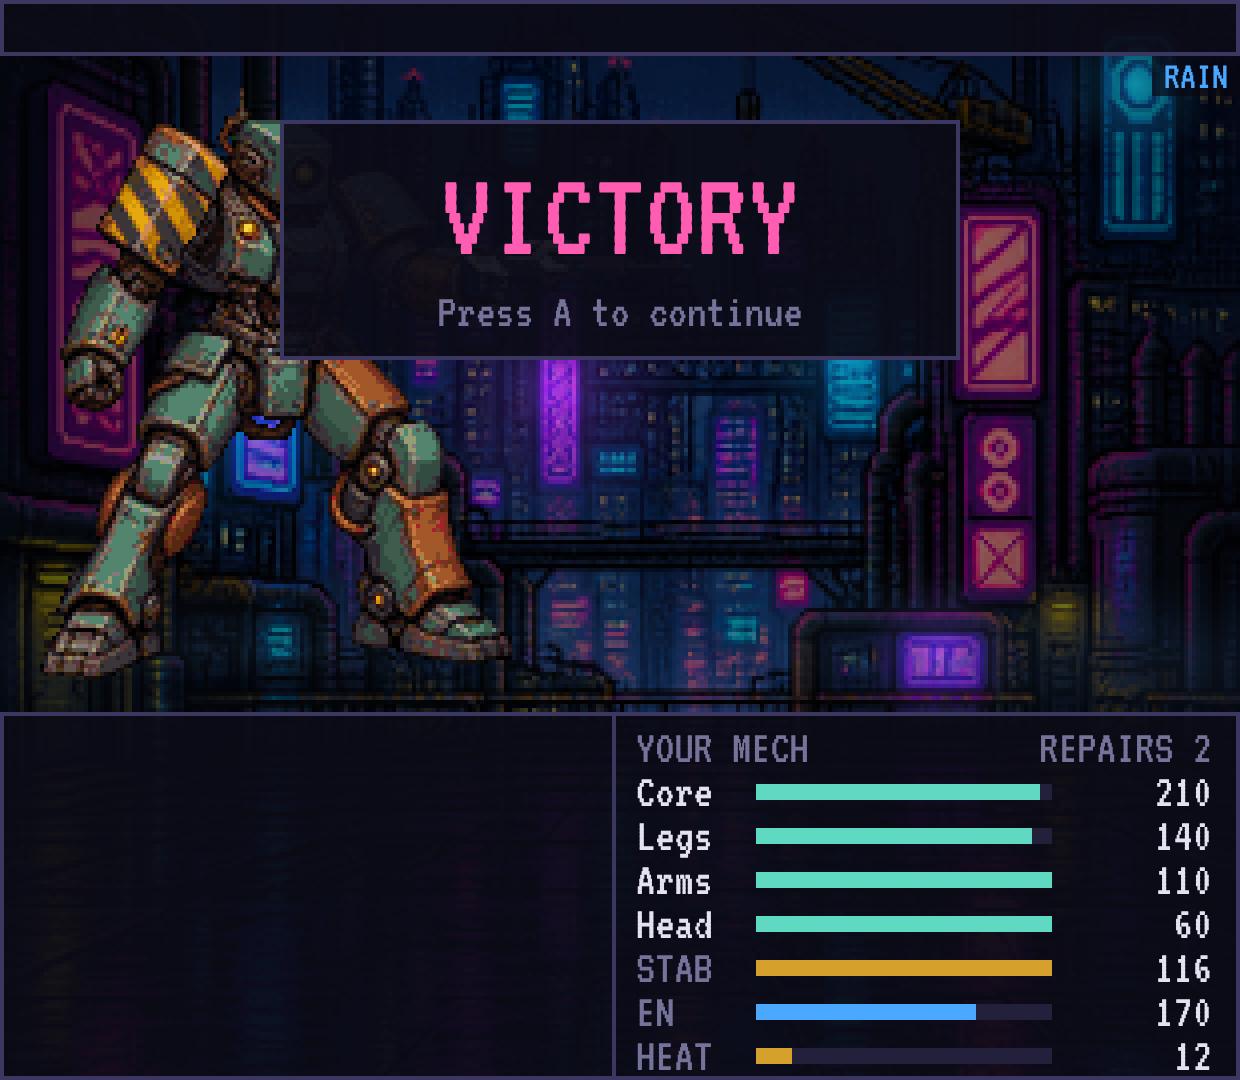 RAIN
VICTORY
Press A to continue
YOUR MECH REPAIRS 2
Core 210
Legs 140
Arms 110
Head 60
STAB 116
EN 170
HEAT 12